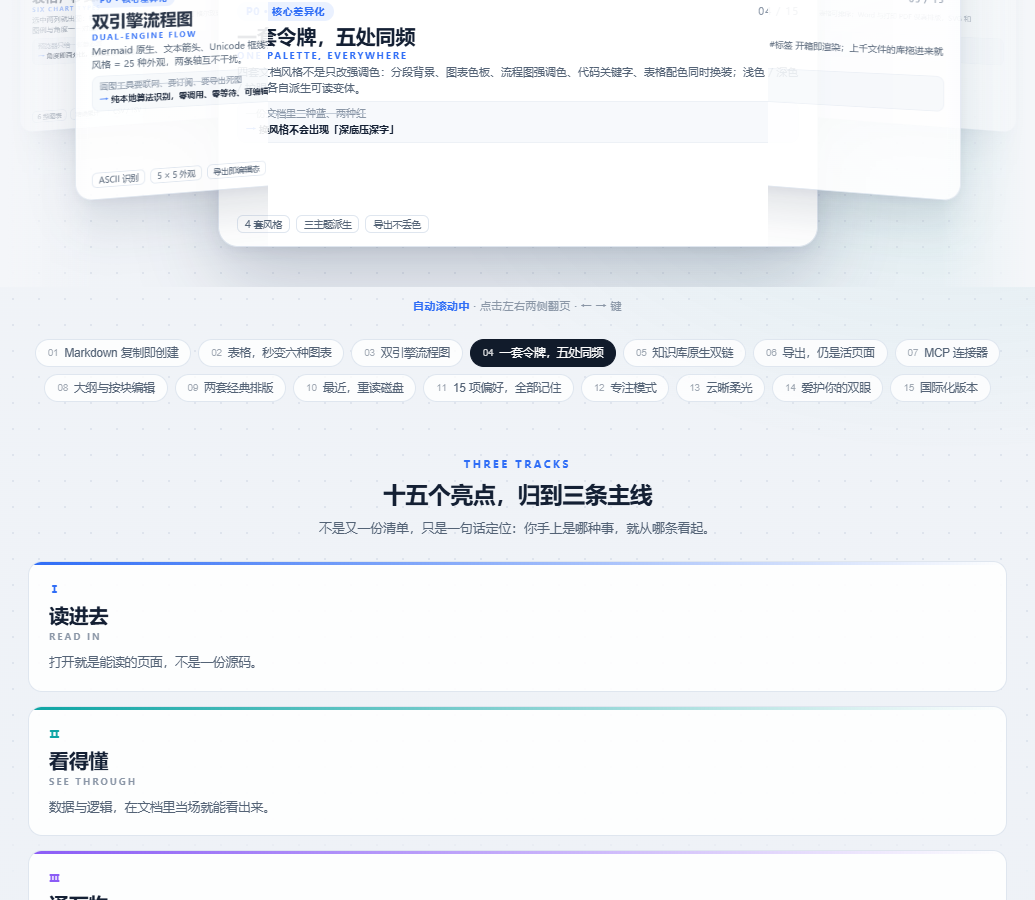 双引擎流程图
DUAL-ENGINE FLOW
Mermaid 原生、文本箭头、Unicode 框线
风格 = 25 种外观，两条轴互不干扰。
画图工具要联网、要订阅、要导出死图
→ 纯本地算法识别，零调用、零等待、可编辑
ASCII 识别
5 × 5 外观
导出即编辑态
P0 · 核心差异化
04 / 15
一套令牌，五处同频
PALETTE, EVERYWHERE
文档风格不是只改强调色：分段背景、图表色板、流程图强调色、代码关键字、表格配色同时换装；浅色 / 深色
各自派生可读变体。
文档里三种蓝、两种红
风格不会出现「深底压深字」
4 套风格
三主题派生
导出不丢色
#标签 开箱即渲染；上千文件的库拖进来就
自动滚动中 · 点击左右两侧翻页 · ← → 键
01 Markdown 复制即创建
02 表格，秒变六种图表
03 双引擎流程图
04 一套令牌，五处同频
05 知识库原生双链
06 导出，仍是活页面
07 MCP 连接器
08 大纲与按块编辑
09 两套经典排版
10 最近，重读磁盘
11 15 项偏好，全部记住
12 专注模式
13 云晰柔光
14 爱护你的双眼
15 国际化版本
THREE TRACKS
十五个亮点，归到三条主线
不是又一份清单，只是一句话定位：你手上是哪种事，就从哪条看起。
I
读进去
READ IN
打开就是能读的页面，不是一份源码。
II
看得懂
SEE THROUGH
数据与逻辑，在文档里当场就能看出来。
III